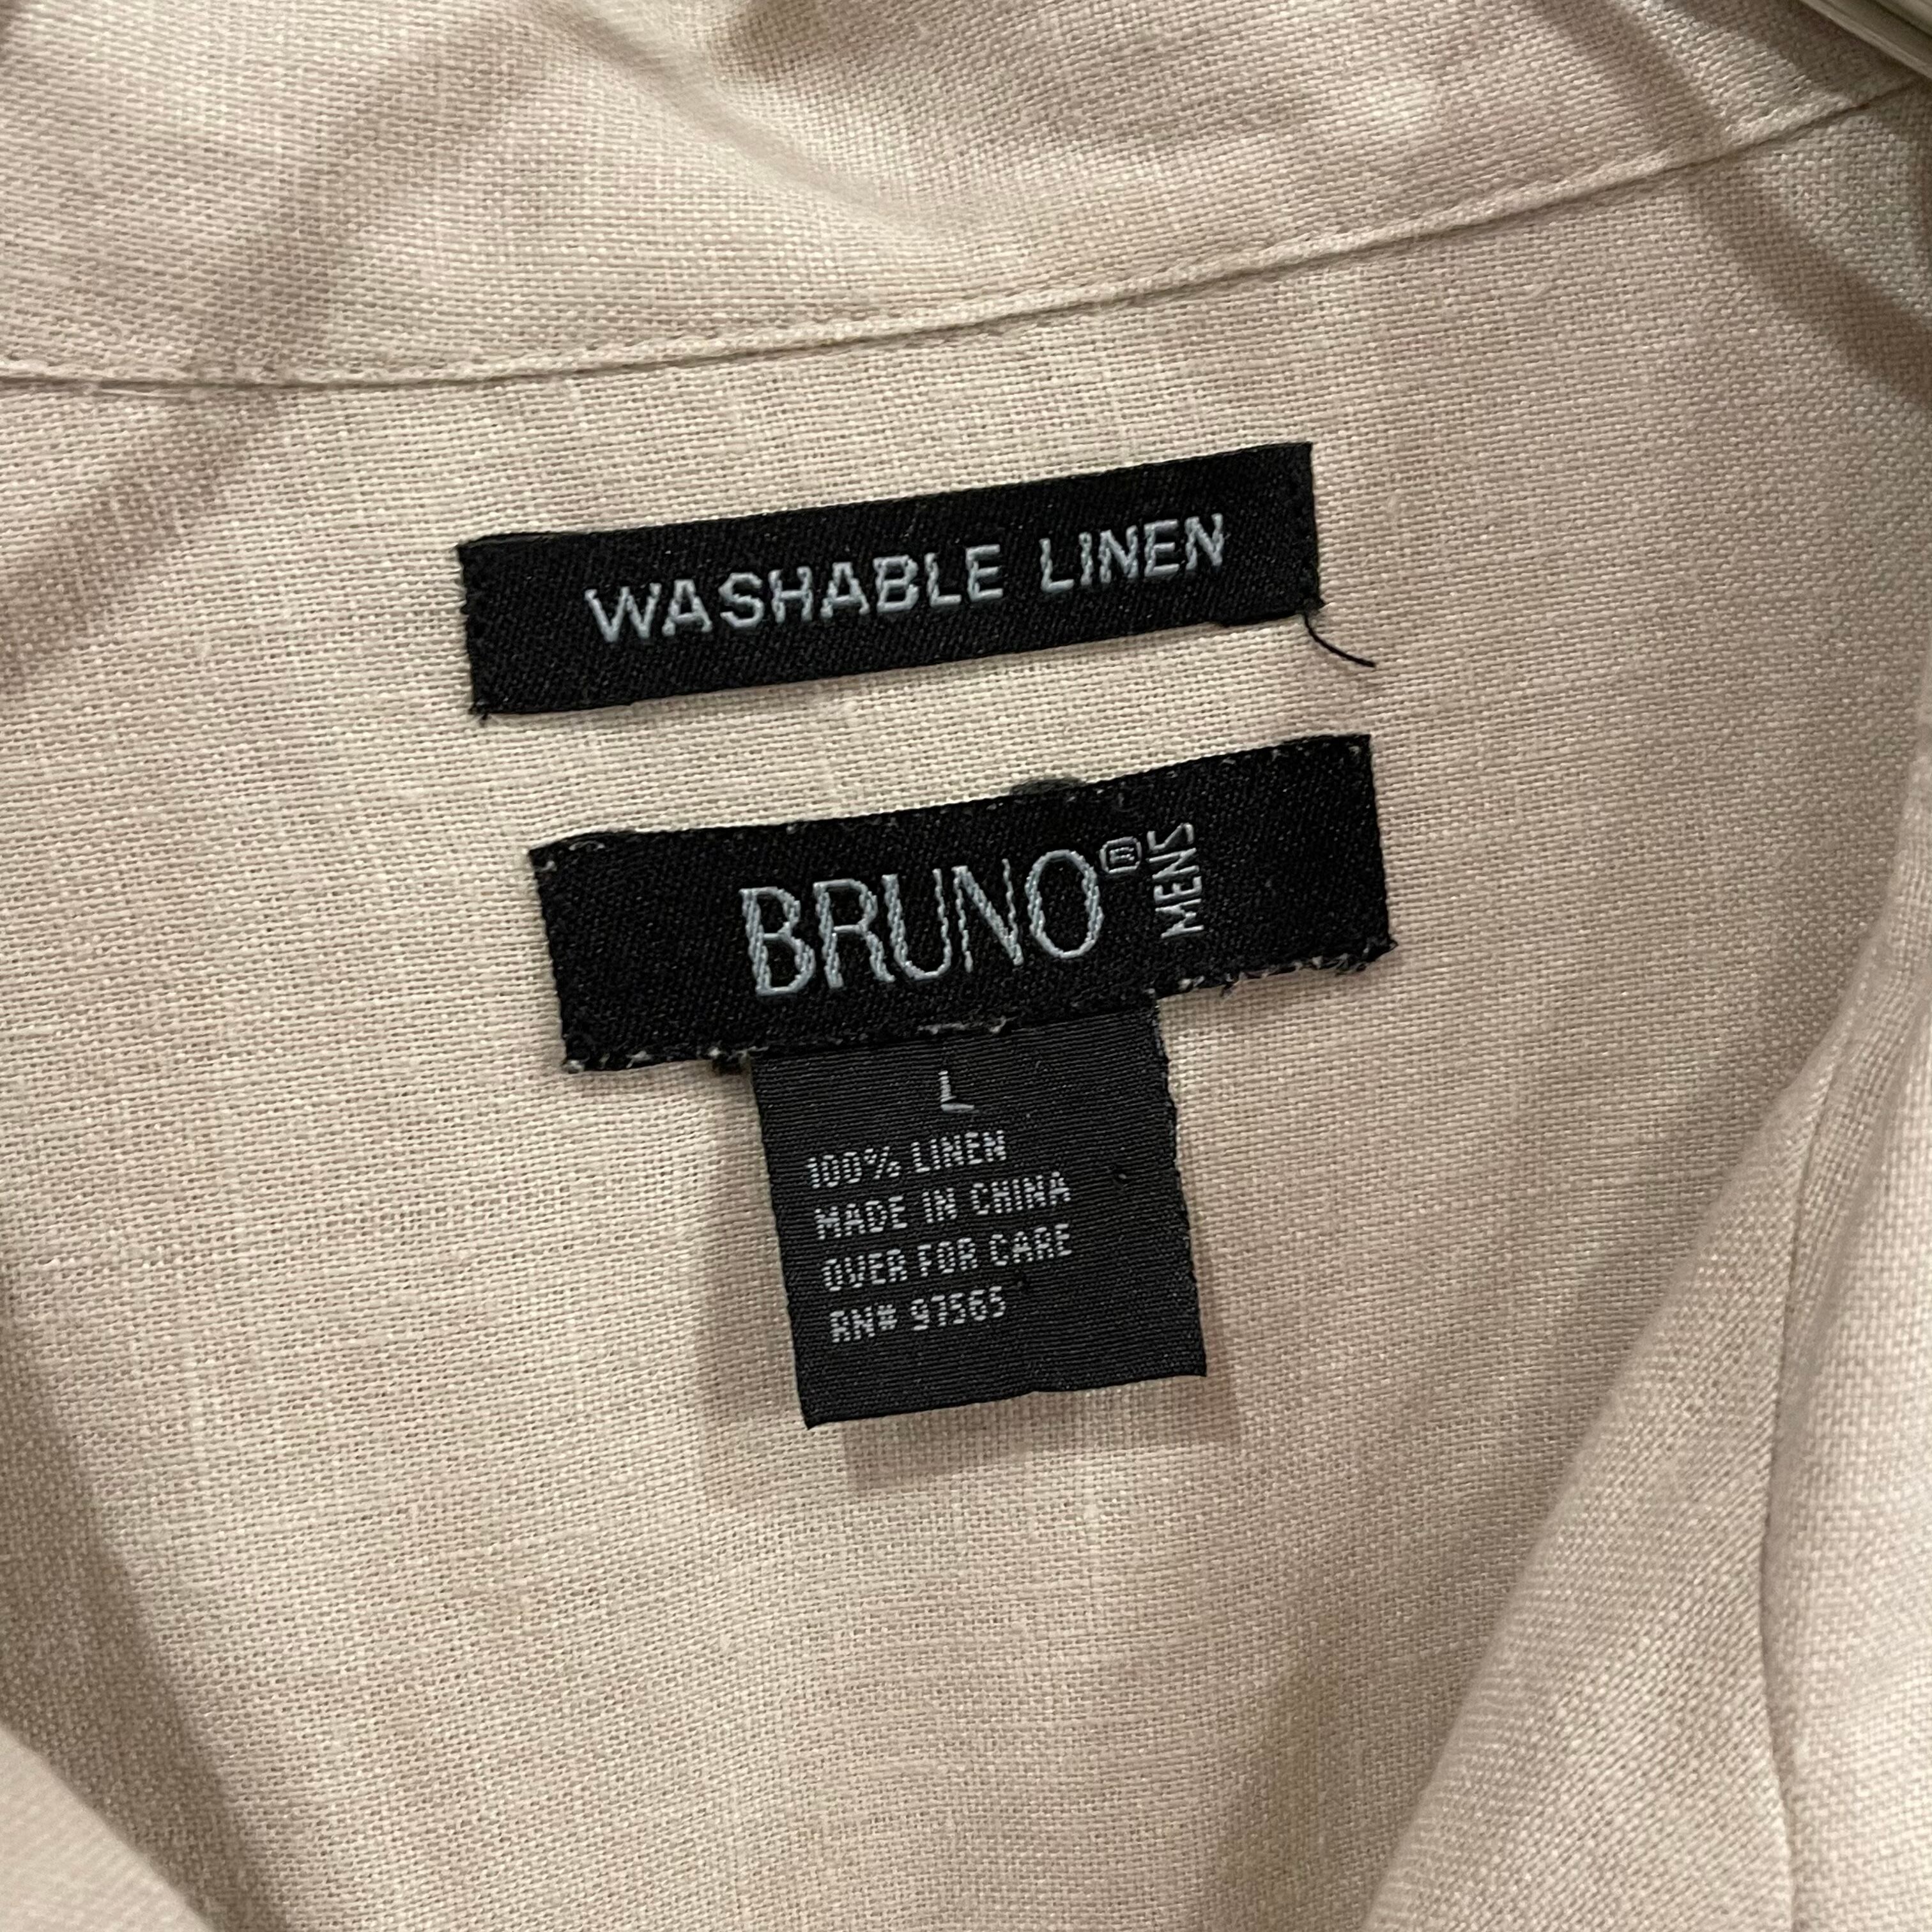 WASHABLE LINEN
BRUNO® MENS
L
100% LINEN
MADE IN CHINA
OVER FOR CARE
RN# 97565